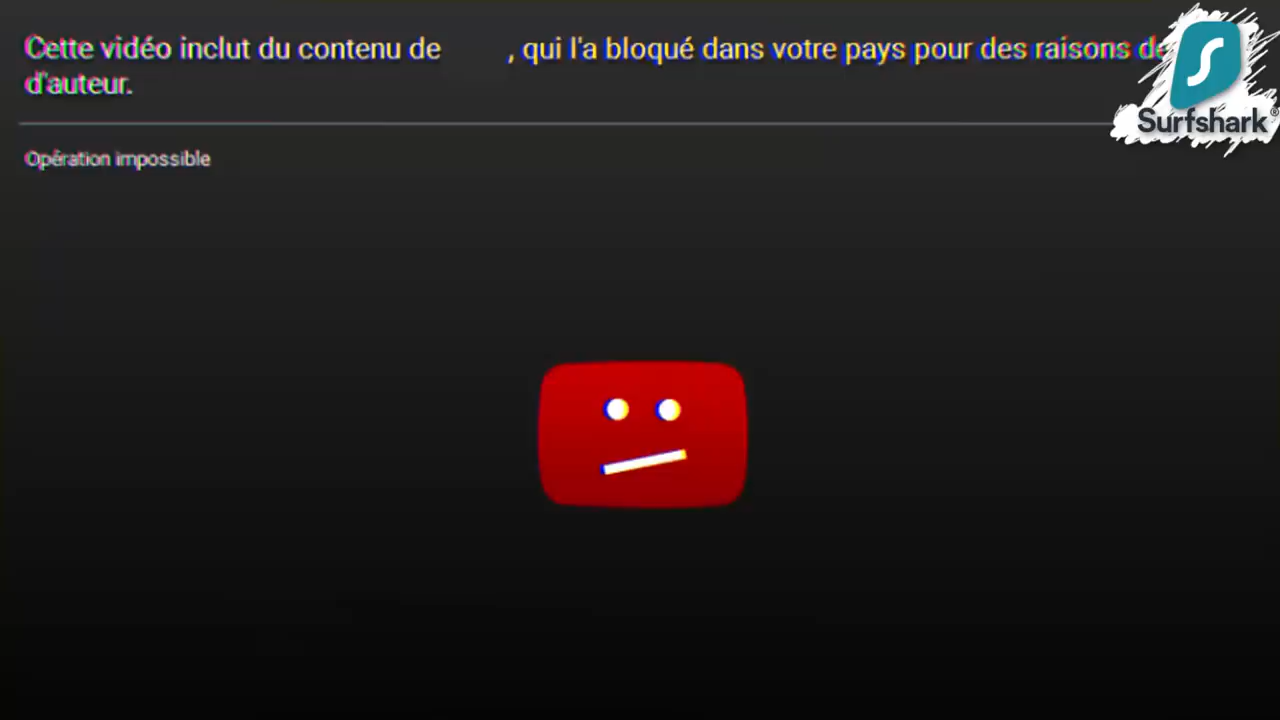 Cette vidéo inclut du contenu de , qui l'a bloqué dans votre pays pour des raisons de
d'auteur.
Surfshark®
Opération impossible